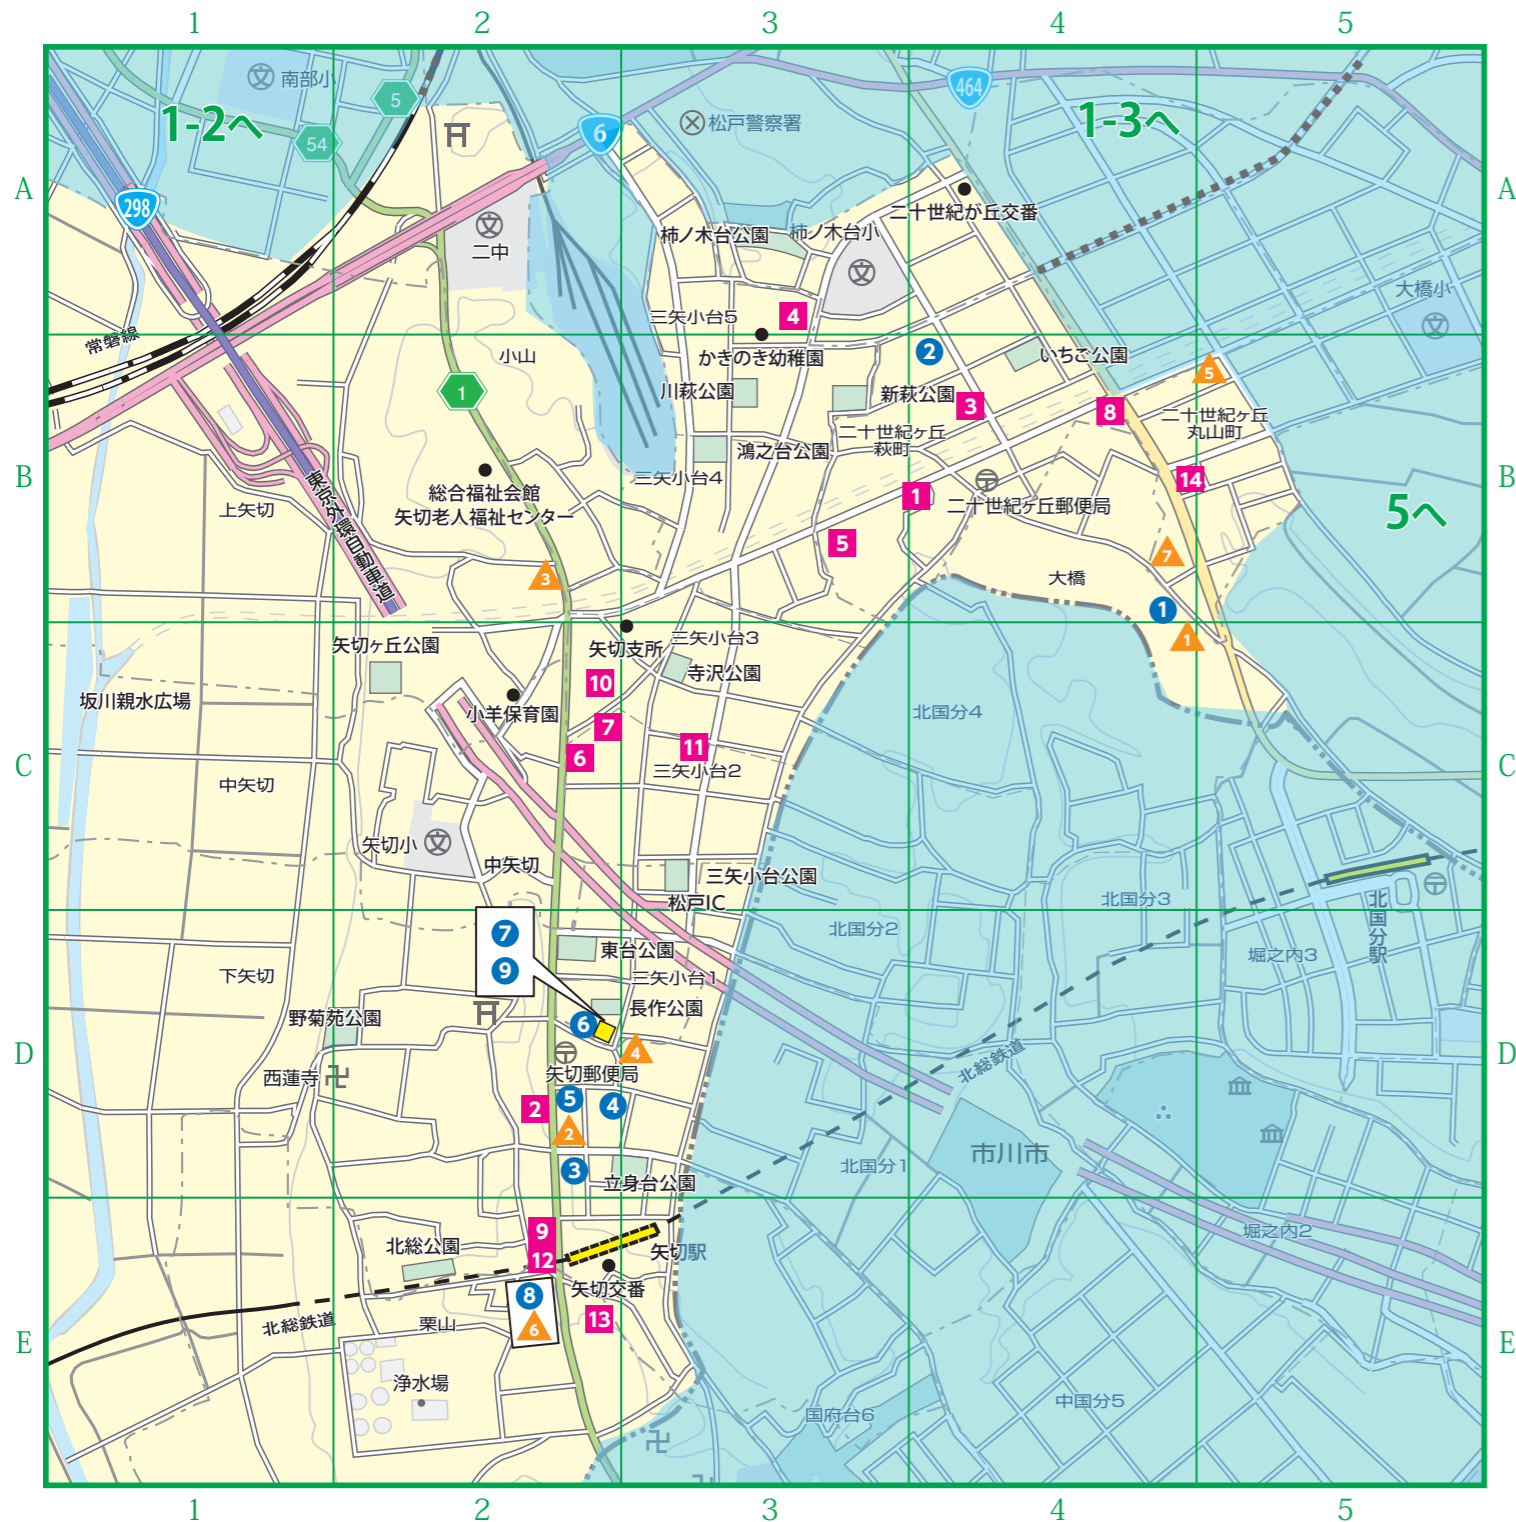 1
2
3
4
5
A
A
B
B
C
C
D
D
E
E
1
2
3
4
5
1-2へ
1-3へ
5へ
南部小
5
54
6
464
298
1
松戸警察署
二十世紀が丘交番
柿ノ木台公園
柿ノ木台小
二中
大橋小
三矢小台5
4
常磐線
小山
かきのき幼稚園
2
いちご公園
5
川萩公園
新萩公園
3
8
二十世紀ヶ丘
丸山町
二十世紀ヶ丘
萩町
鴻之台公園
三矢小台4
14
総合福祉会館
矢切老人福祉センター
1
二十世紀ヶ丘郵便局
上矢切
東京外環自動車道
5
7
3
大橋
1
1
矢切ヶ丘公園
矢切支所
三矢小台3
寺沢公園
10
坂川親水広場
小羊保育園
7
北国分4
6
11
三矢小台2
中矢切
矢切小
中矢切
三矢小台公園
松戸IC
北国分3
北国分駅
7
9
東台公園
北国分2
堀之内3
下矢切
三矢小台1
長作公園
野菊苑公園
6
4
西蓮寺
矢切郵便局
北総鉄道
2
5
4
2
3
市川市
北国分1
立身台公園
堀之内2
9
12
北総公園
矢切駅
矢切交番
8
6
13
北総鉄道
栗山
浄水場
国府台6
中国分5